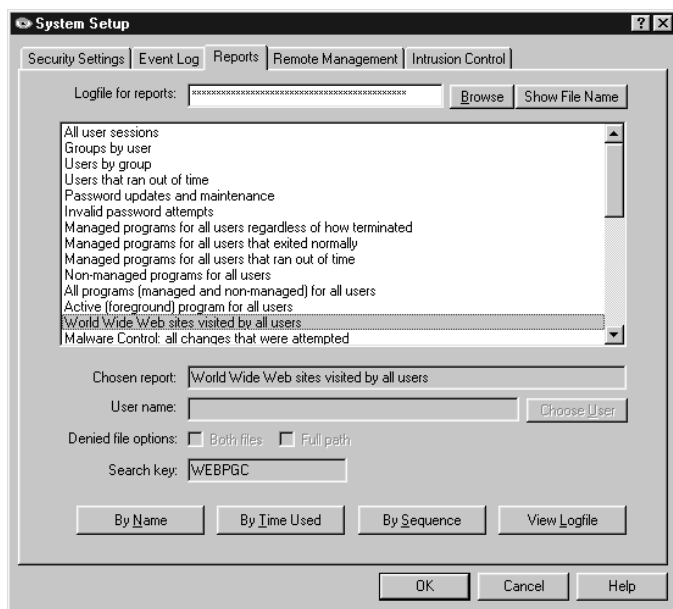 System Setup
Security Settings Event Log Reports Remote Management Intrusion Control
Logfile for reports: xxxxxxxxxxxxxxxxxxxxxxxxxxxxxxxxxxxxxxxxxxx Browse Show File Name
All user sessions
Groups by user
Users by group
Users that ran out of time
Password updates and maintenance
Invalid password attempts
Managed programs for all users regardless of how terminated
Managed programs for all users that exited normally
Managed programs for all users that ran out of time
Non-managed programs for all users
All programs (managed and non-managed) for all users
Active (foreground) program for all users
World Wide Web sites visited by all users
Malware Control: all changes that were attempted
Chosen report: World Wide Web sites visited by all users
User name: Choose User
Denied file options: Both files Full path
Search key: WEBPGC
By Name By Time Used By Sequence View Logfile
OK Cancel Help